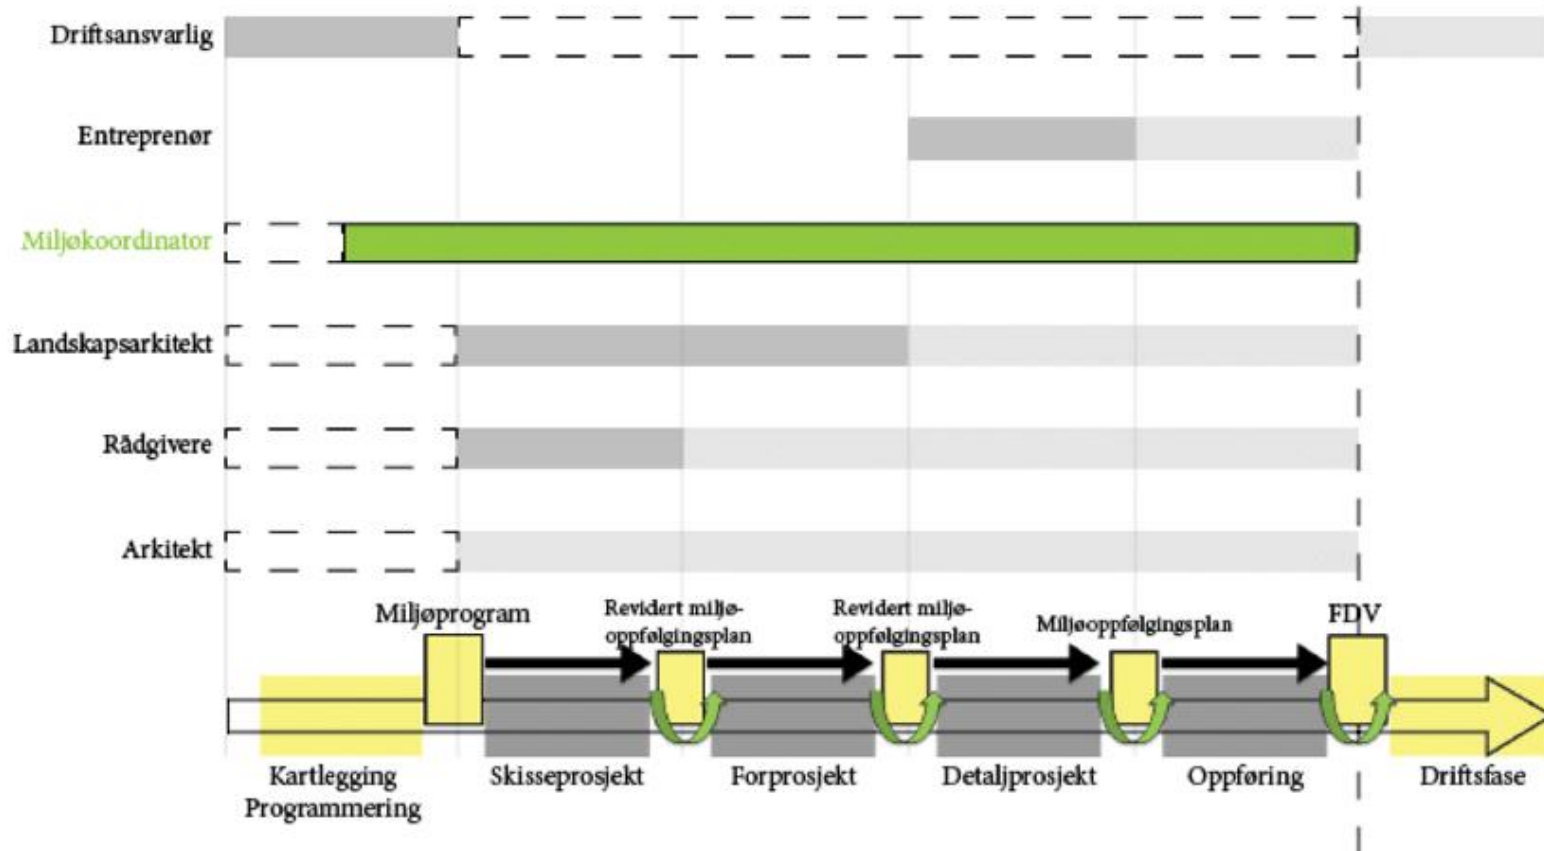 Driftsansvarlig
Entreprenør
Miljøkoordinator
Landskapsarkitekt
Rådgivere
Arkitekt
Miljøprogram
Revidert miljø-
oppfølgingsplan
Revidert miljø-
oppfølgingsplan
Miljøoppfølgingsplan
FDV
Kartlegging
Programmering
Skisseprosjekt
Forprosjekt
Detaljprosjekt
Oppføring
Driftsfase